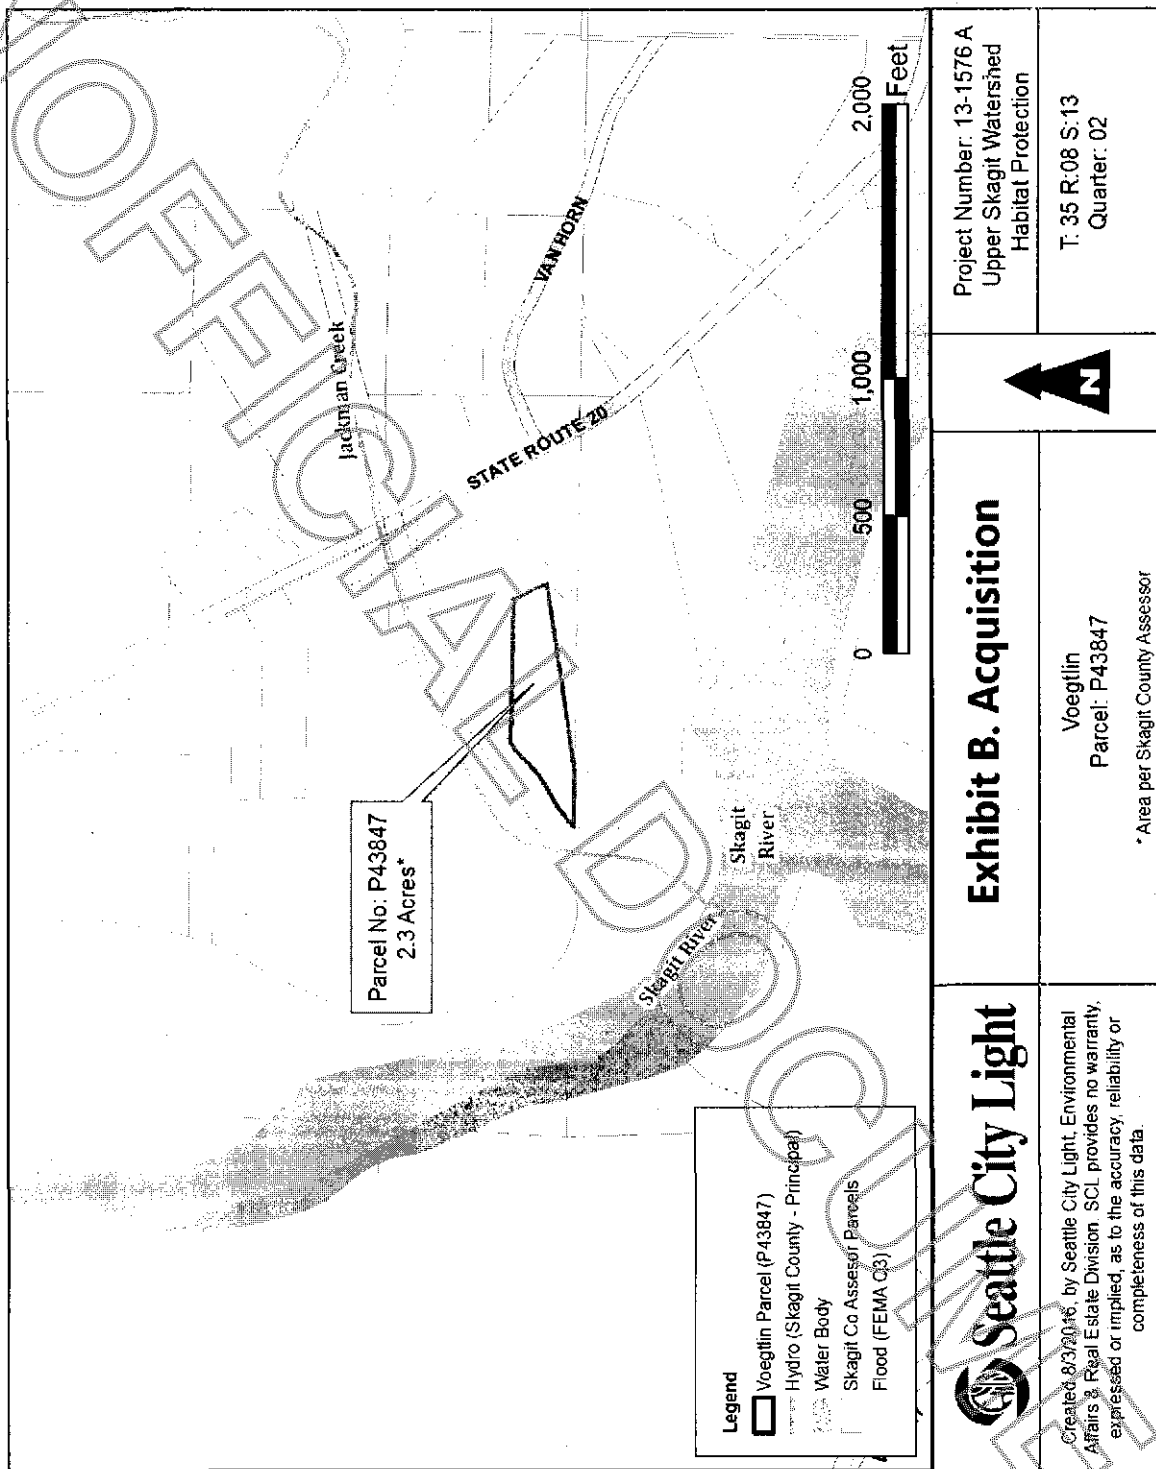 Parcel No: P43847
2.3 Acres*
Jackman Creek
STATE ROUTE 20
VAN HORN
Skagit River
Skagit
River
0 500 1,000 2,000
Feet
Legend
Voegtlin Parcel (P43847)
Hydro (Skagit County - Principal)
Water Body
Skagit Co Assesor Parcels
Flood (FEMA Q3)
Seattle City Light
Created 8/3/2016, by Seattle City Light, Environmental
Affairs & Real Estate Division. SCL provides no warranty,
expressed or implied, as to the accuracy, reliability or
completeness of this data.
Exhibit B. Acquisition
Voegtlin
Parcel: P43847
* Area per Skagit County Assessor
N
Project Number: 13-1576 A
Upper Skagit Watershed
Habitat Protection
T: 35 R:08 S:13
Quarter: 02